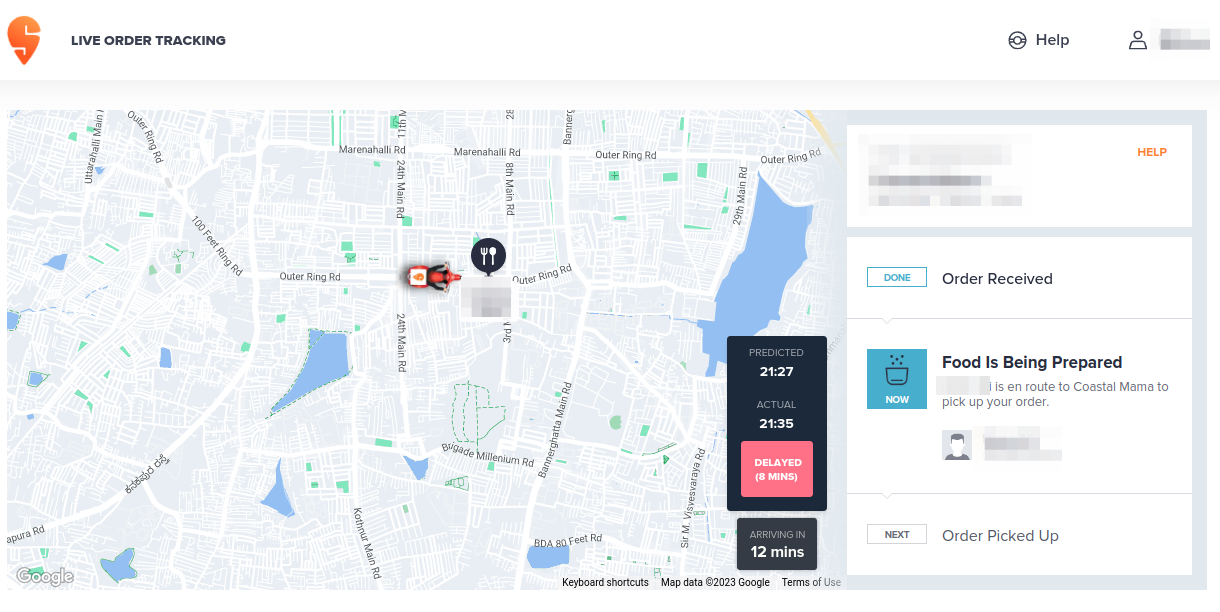 LIVE ORDER TRACKING
Help
Uttarahalli Main
Outer Ring Rd
11th M
28
Bannerg
Marenahalli Rd
Marenahalli Rd
Outer Ring Rd
Outer Ring Rd
24th Main Rd
8th Main Rd
29th Main Rd
100 Feet Ring Rd
Outer Ring Rd
Outer Ring Rd
24th Main Rd
3rd
Bannerghatta Main Rd
Bugade Millenium Rd
Sir M. Visvesvaraya Rd
Kothnur Main Rd
apura Rd
BDA 80 Feet Rd
PREDICTED
21:27
ACTUAL
21:35
DELAYED
(8 MINS)
ARRIVING IN
12 mins
Google
Keyboard shortcuts
Map data ©2023 Google
Terms of Use
HELP
DONE
Order Received
NOW
Food Is Being Prepared
i is en route to Coastal Mama to
pick up your order.
NEXT
Order Picked Up